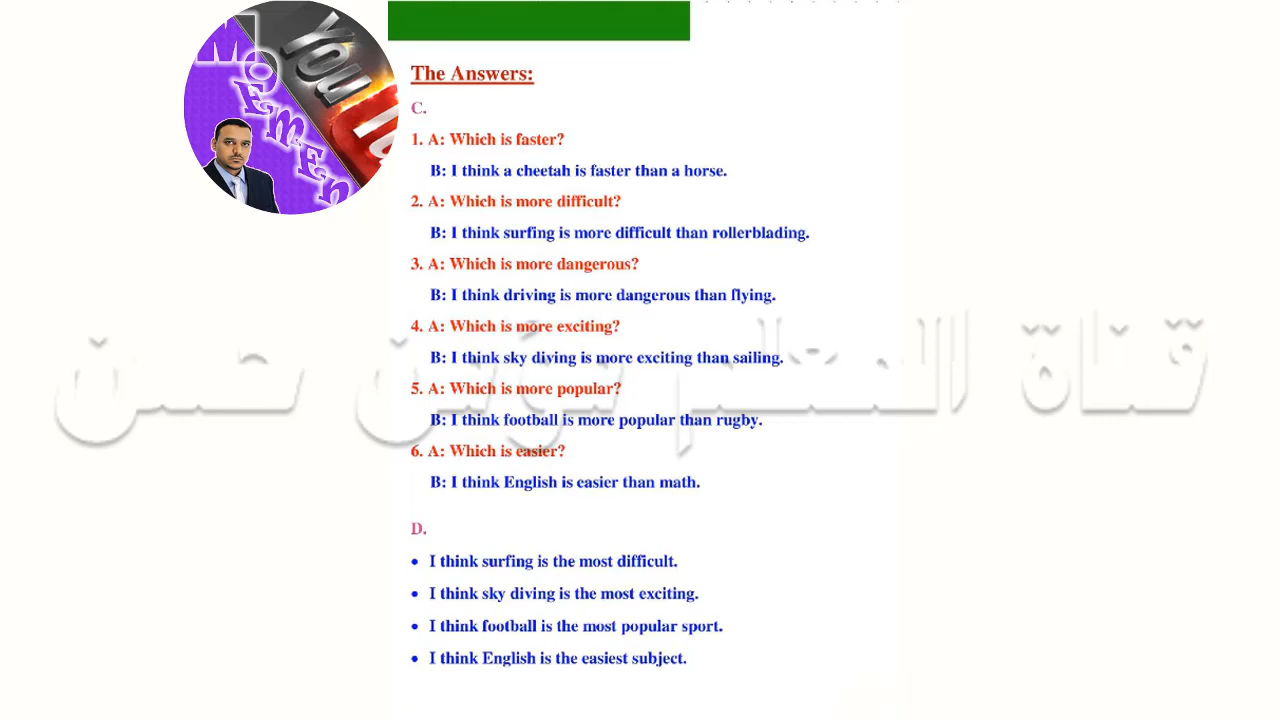 MOEMEN
YOU
The Answers:
C.
1. A: Which is faster?
B: I think a cheetah is faster than a horse.
2. A: Which is more difficult?
B: I think surfing is more difficult than rollerblading.
3. A: Which is more dangerous?
B: I think driving is more dangerous than flying.
4. A: Which is more exciting?
B: I think sky diving is more exciting than sailing.
قناة المعلم مؤمن حسن
5. A: Which is more popular?
B: I think football is more popular than rugby.
6. A: Which is easier?
B: I think English is easier than math.
D.
• I think surfing is the most difficult.
• I think sky diving is the most exciting.
• I think football is the most popular sport.
• I think English is the easiest subject.